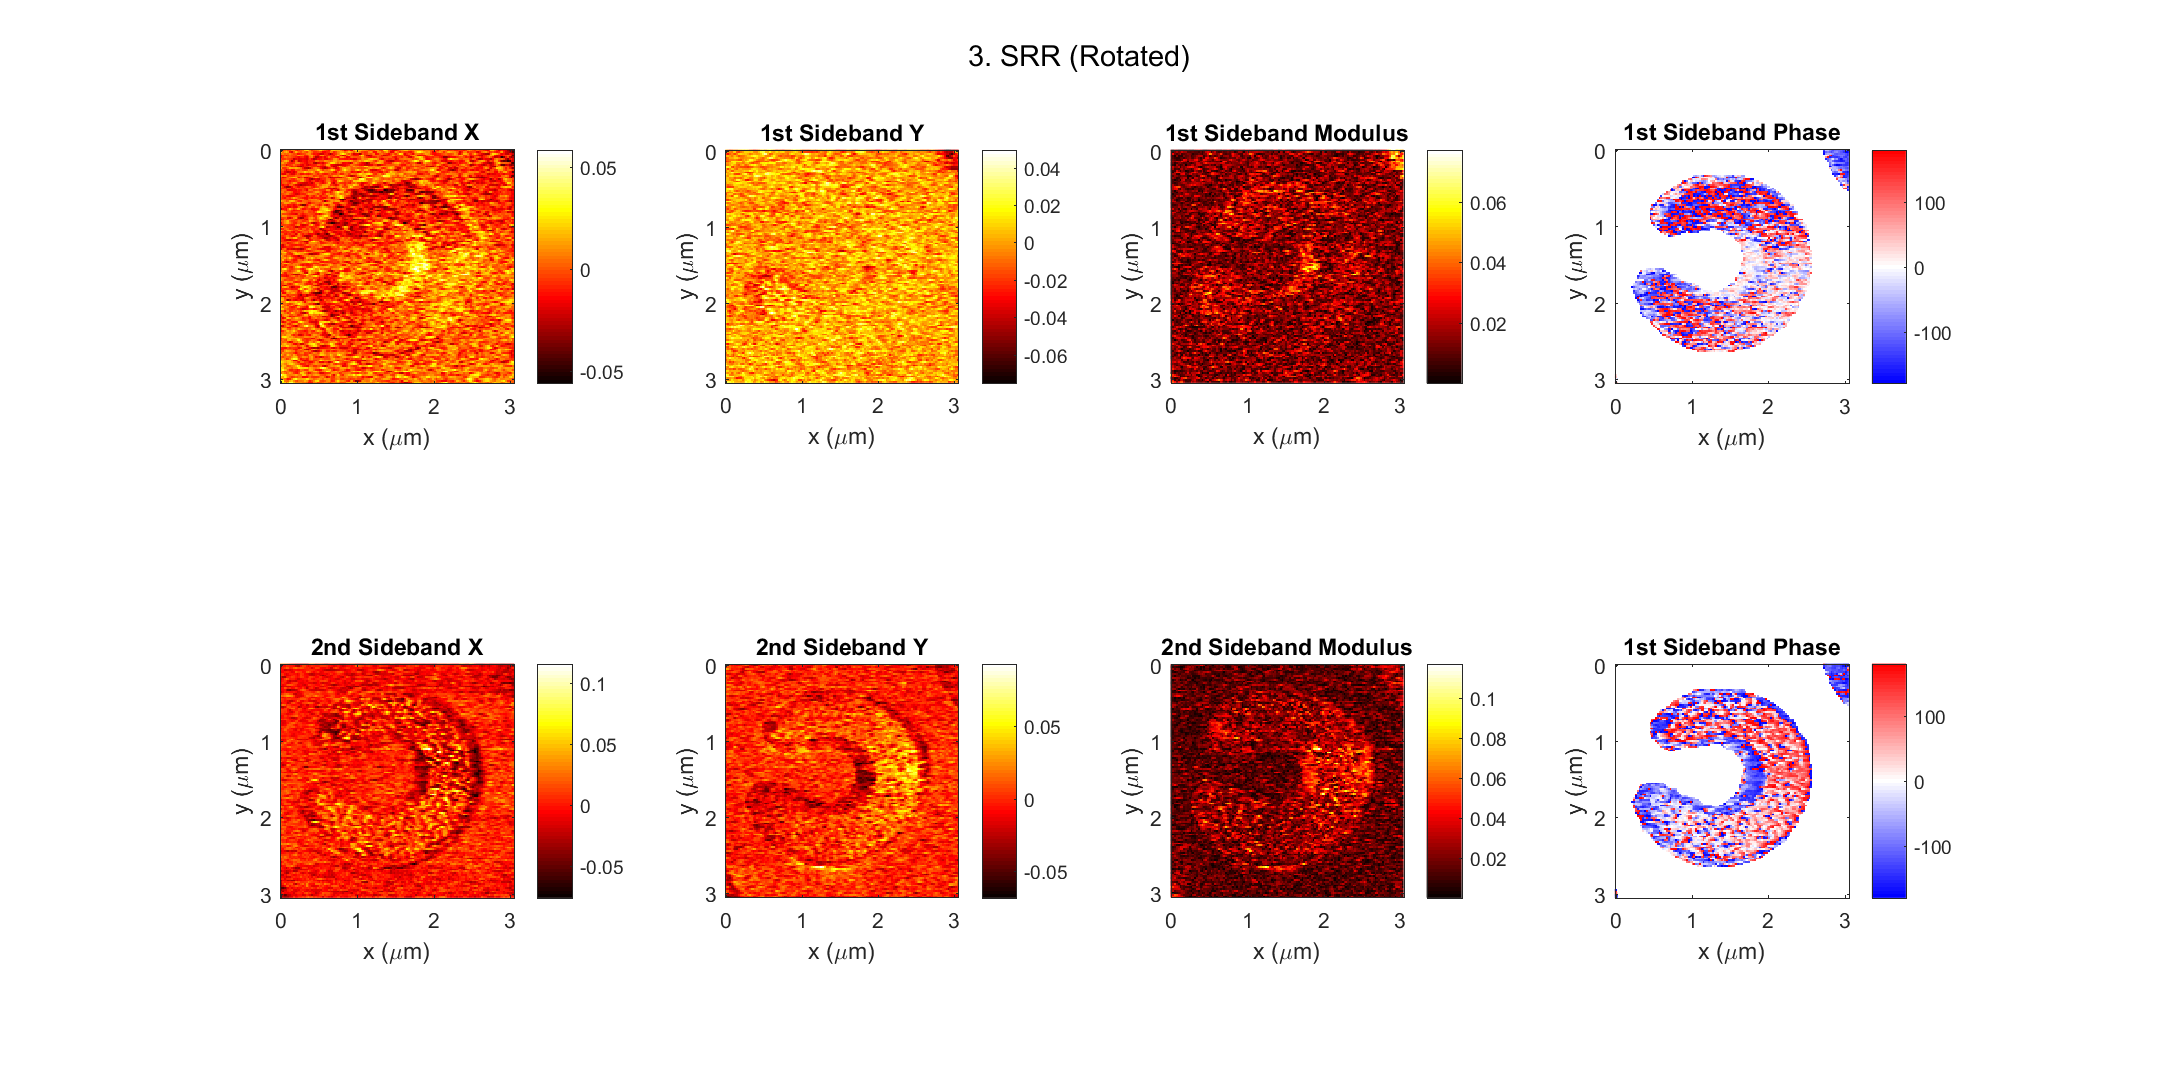 3. SRR (Rotated)
1st Sideband X
0
1
2
3
0 1 2 3
x (μm)
y (μm)
0.05
0
-0.05
1st Sideband Y
0
1
2
3
0 1 2 3
x (μm)
y (μm)
0.04
0.02
0
-0.02
-0.04
-0.06
1st Sideband Modulus
0
1
2
3
0 1 2 3
x (μm)
y (μm)
0.06
0.04
0.02
1st Sideband Phase
0
1
2
3
0 1 2 3
x (μm)
y (μm)
100
0
-100
2nd Sideband X
0
1
2
3
0 1 2 3
x (μm)
y (μm)
0.1
0.05
0
-0.05
2nd Sideband Y
0
1
2
3
0 1 2 3
x (μm)
y (μm)
0.05
0
-0.05
2nd Sideband Modulus
0
1
2
3
0 1 2 3
x (μm)
y (μm)
0.1
0.08
0.06
0.04
0.02
1st Sideband Phase
0
1
2
3
0 1 2 3
x (μm)
y (μm)
100
0
-100